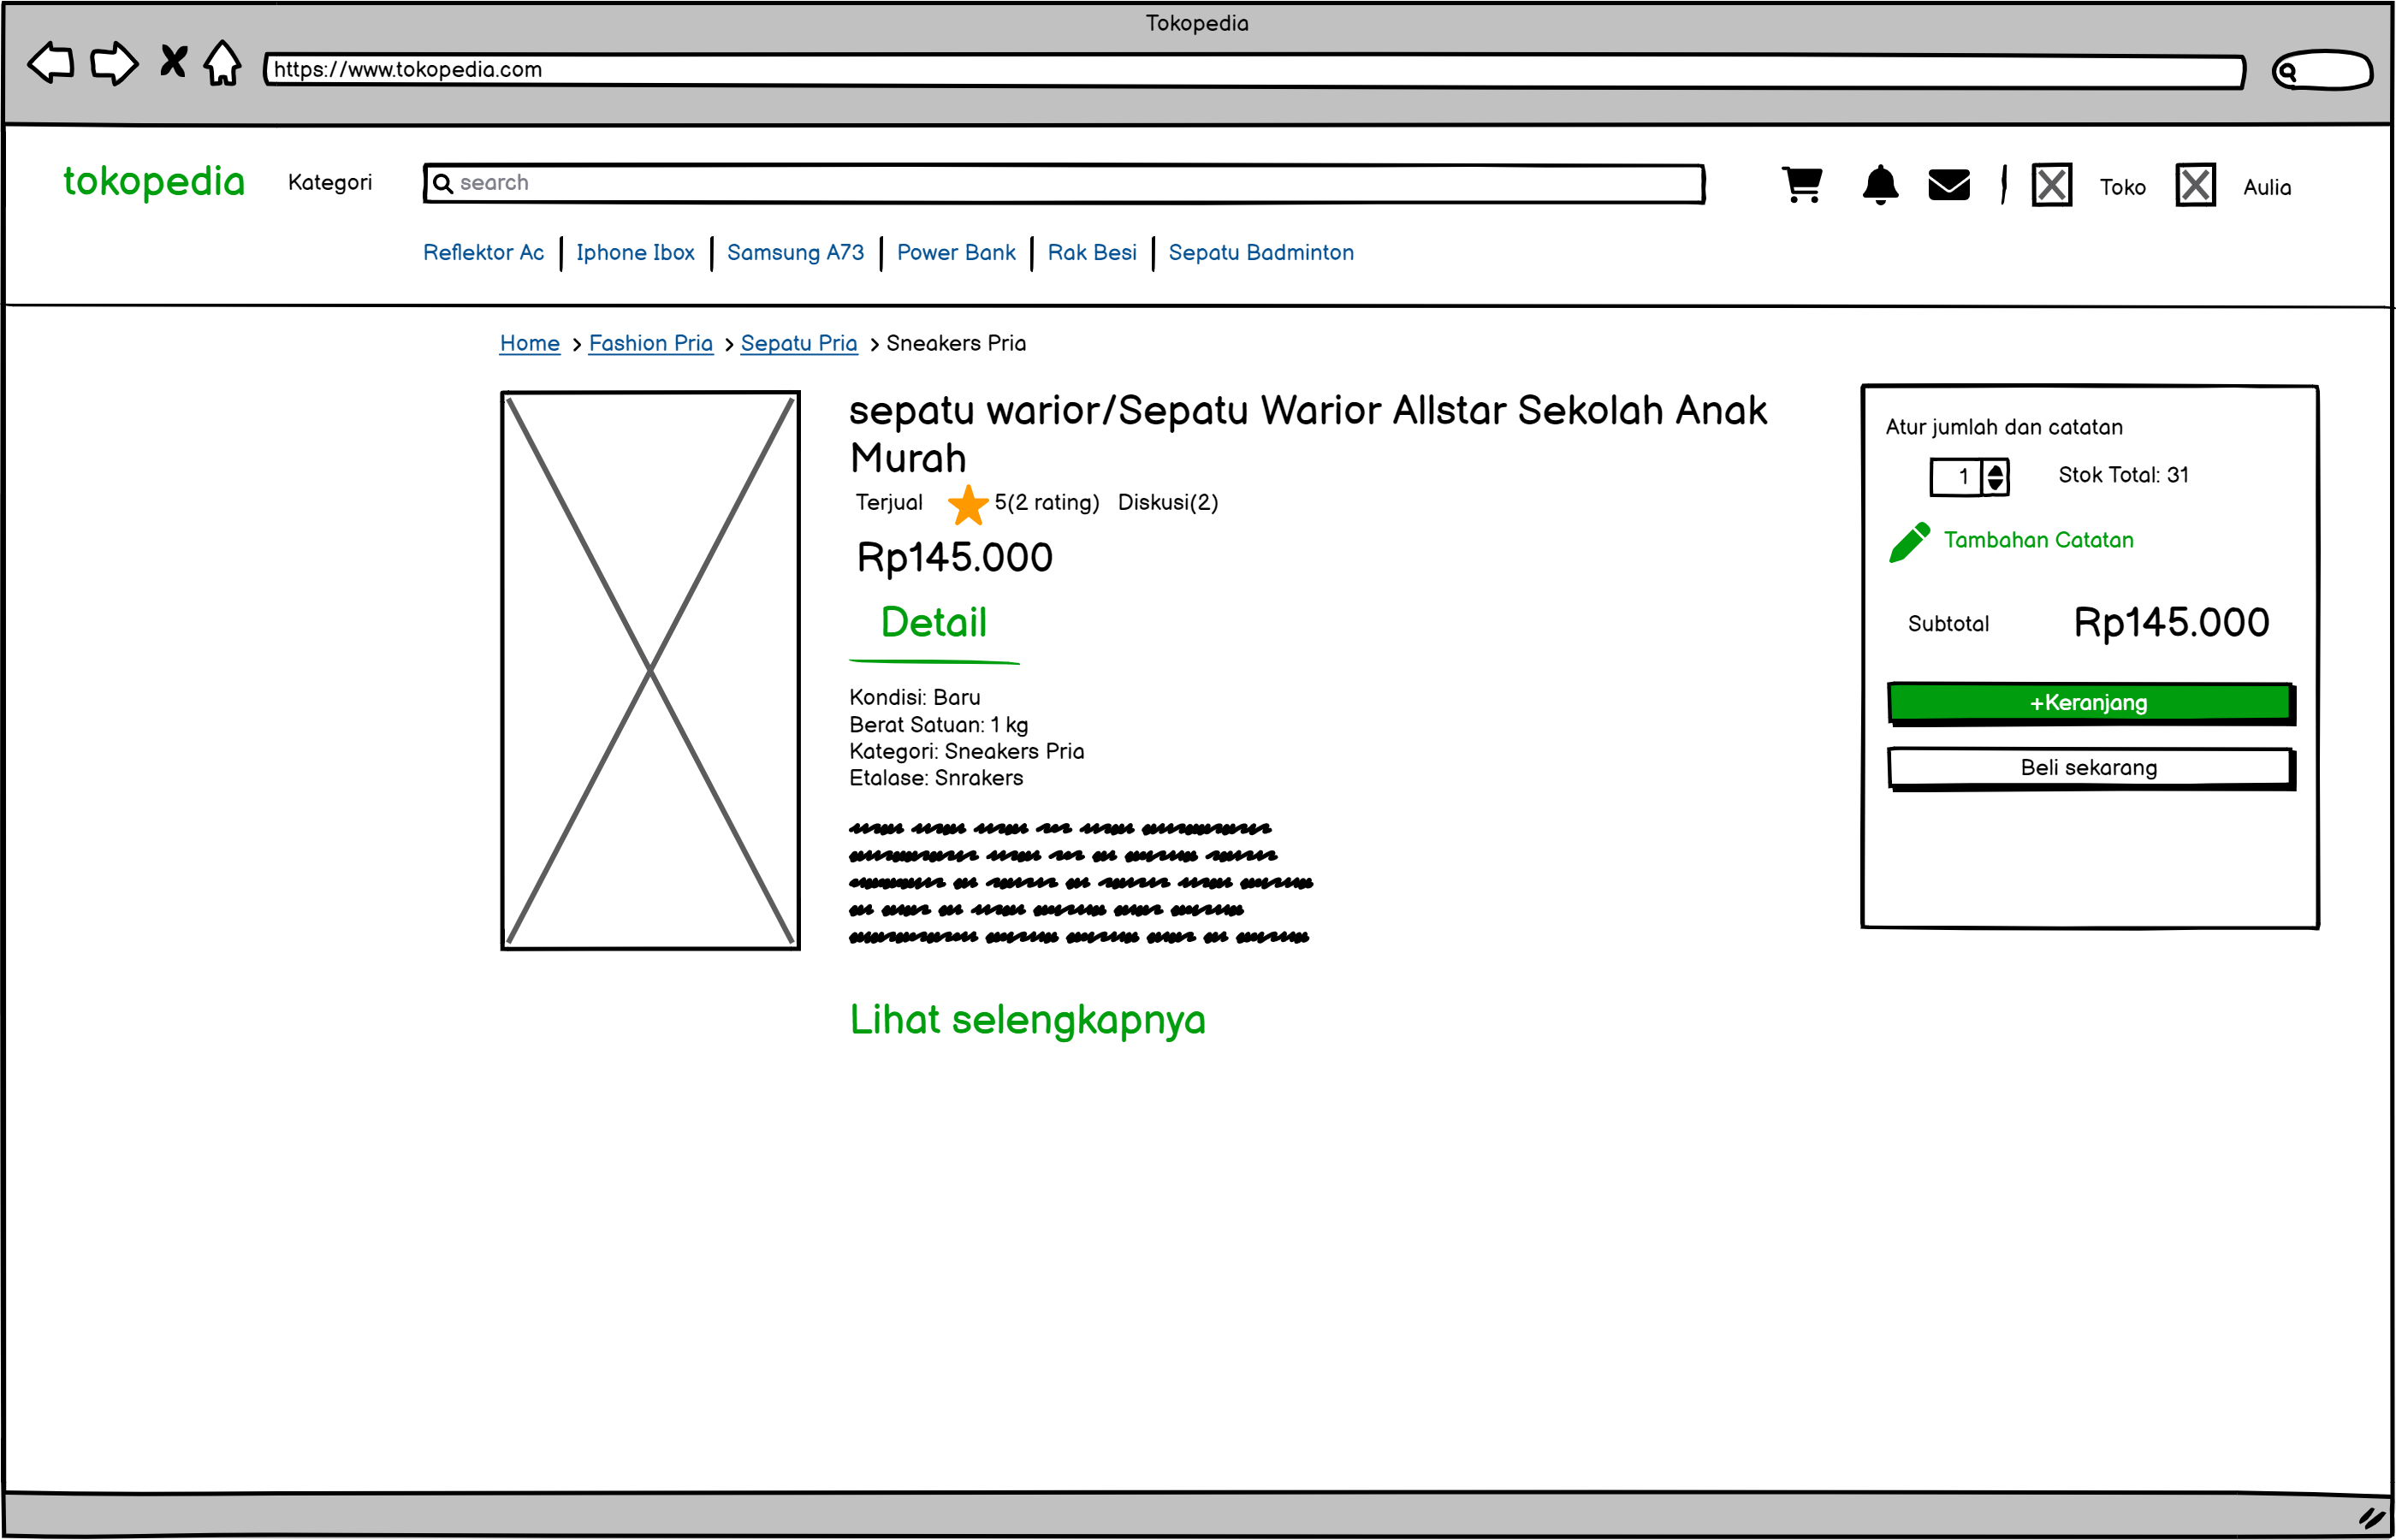 Tokopedia
https://www.tokopedia.com
tokopedia Kategori search Toko Aulia
Reflektor Ac Iphone Ibox Samsung A73 Power Bank Rak Besi Sepatu Badminton
Home > Fashion Pria > Sepatu Pria > Sneakers Pria
sepatu warior/Sepatu Warior Allstar Sekolah Anak
Murah
Terjual 5(2 rating) Diskusi(2)
Rp145.000
Detail
Kondisi: Baru
Berat Satuan: 1 kg
Kategori: Sneakers Pria
Etalase: Snrakers
Lihat selengkapnya
Atur jumlah dan catatan
1 Stok Total: 31
Tambahan Catatan
Subtotal Rp145.000
+Keranjang
Beli sekarang